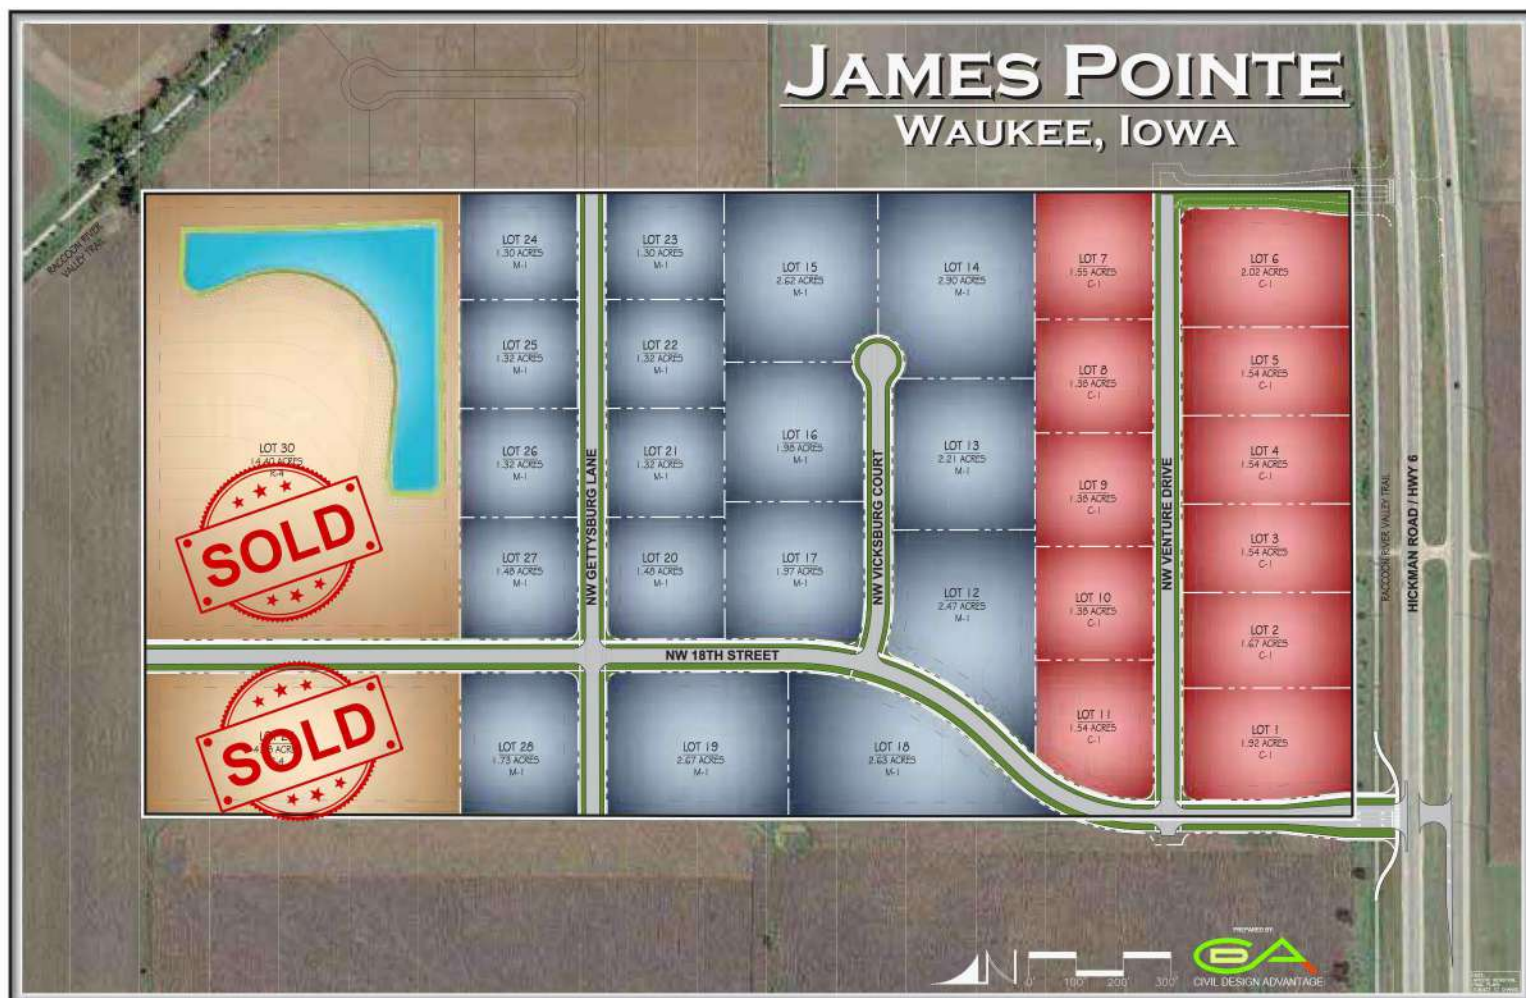 JAMES POINTE
WAUKEE, IOWA
RACCOON RIVER
VALLEY TRAIL
LOT 24
1.30 ACRES
M-1
LOT 23
1.30 ACRES
M-1
LOT 15
2.62 ACRES
M-1
LOT 14
2.90 ACRES
M-1
LOT 7
1.55 ACRES
C-1
LOT 6
2.02 ACRES
C-1
LOT 25
1.32 ACRES
M-1
LOT 22
1.32 ACRES
M-1
LOT 8
1.38 ACRES
C-1
LOT 5
1.54 ACRES
C-1
LOT 30
14.40 ACRES
R-4
SOLD
LOT 26
1.32 ACRES
M-1
LOT 21
1.32 ACRES
M-1
LOT 16
1.98 ACRES
M-1
LOT 13
2.21 ACRES
M-1
LOT 9
1.38 ACRES
C-1
LOT 4
1.54 ACRES
C-1
NW GETTYSBURG LANE
NW VICKSBURG COURT
NW VENTURE DRIVE
RACCOON RIVER VALLEY TRAIL
HICKMAN ROAD / HWY 6
LOT 27
1.48 ACRES
M-1
LOT 20
1.48 ACRES
M-1
LOT 17
1.97 ACRES
M-1
LOT 12
2.47 ACRES
M-1
LOT 10
1.38 ACRES
C-1
LOT 3
1.54 ACRES
C-1
LOT 2
1.67 ACRES
C-1
NW 18TH STREET
SOLD
LOT 28
1.73 ACRES
M-1
LOT 19
2.67 ACRES
M-1
LOT 18
2.63 ACRES
M-1
LOT 11
1.54 ACRES
C-1
LOT 1
1.92 ACRES
C-1
PREPARED BY:
CDA
CIVIL DESIGN ADVANTAGE
0' 100' 200' 300'